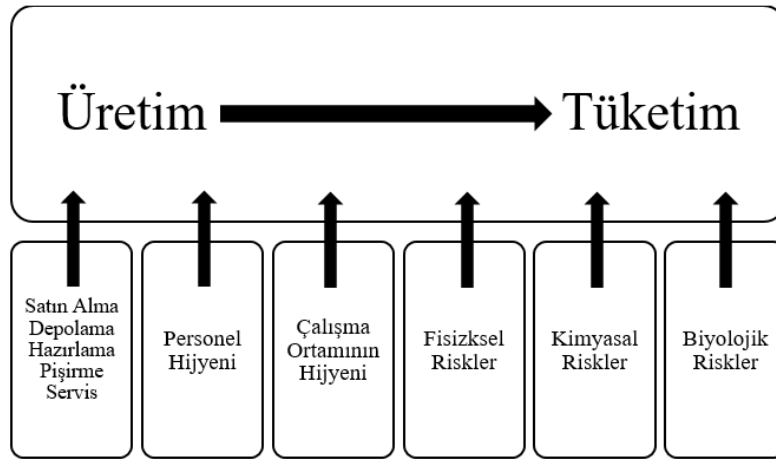 Üretim
Tüketim
Satın Alma
Depolama
Hazırlama
Pişirme
Servis
Personel
Hijyeni
Çalışma
Ortamının
Hijyeni
Fisizksel
Riskler
Kimyasal
Riskler
Biyolojik
Riskler